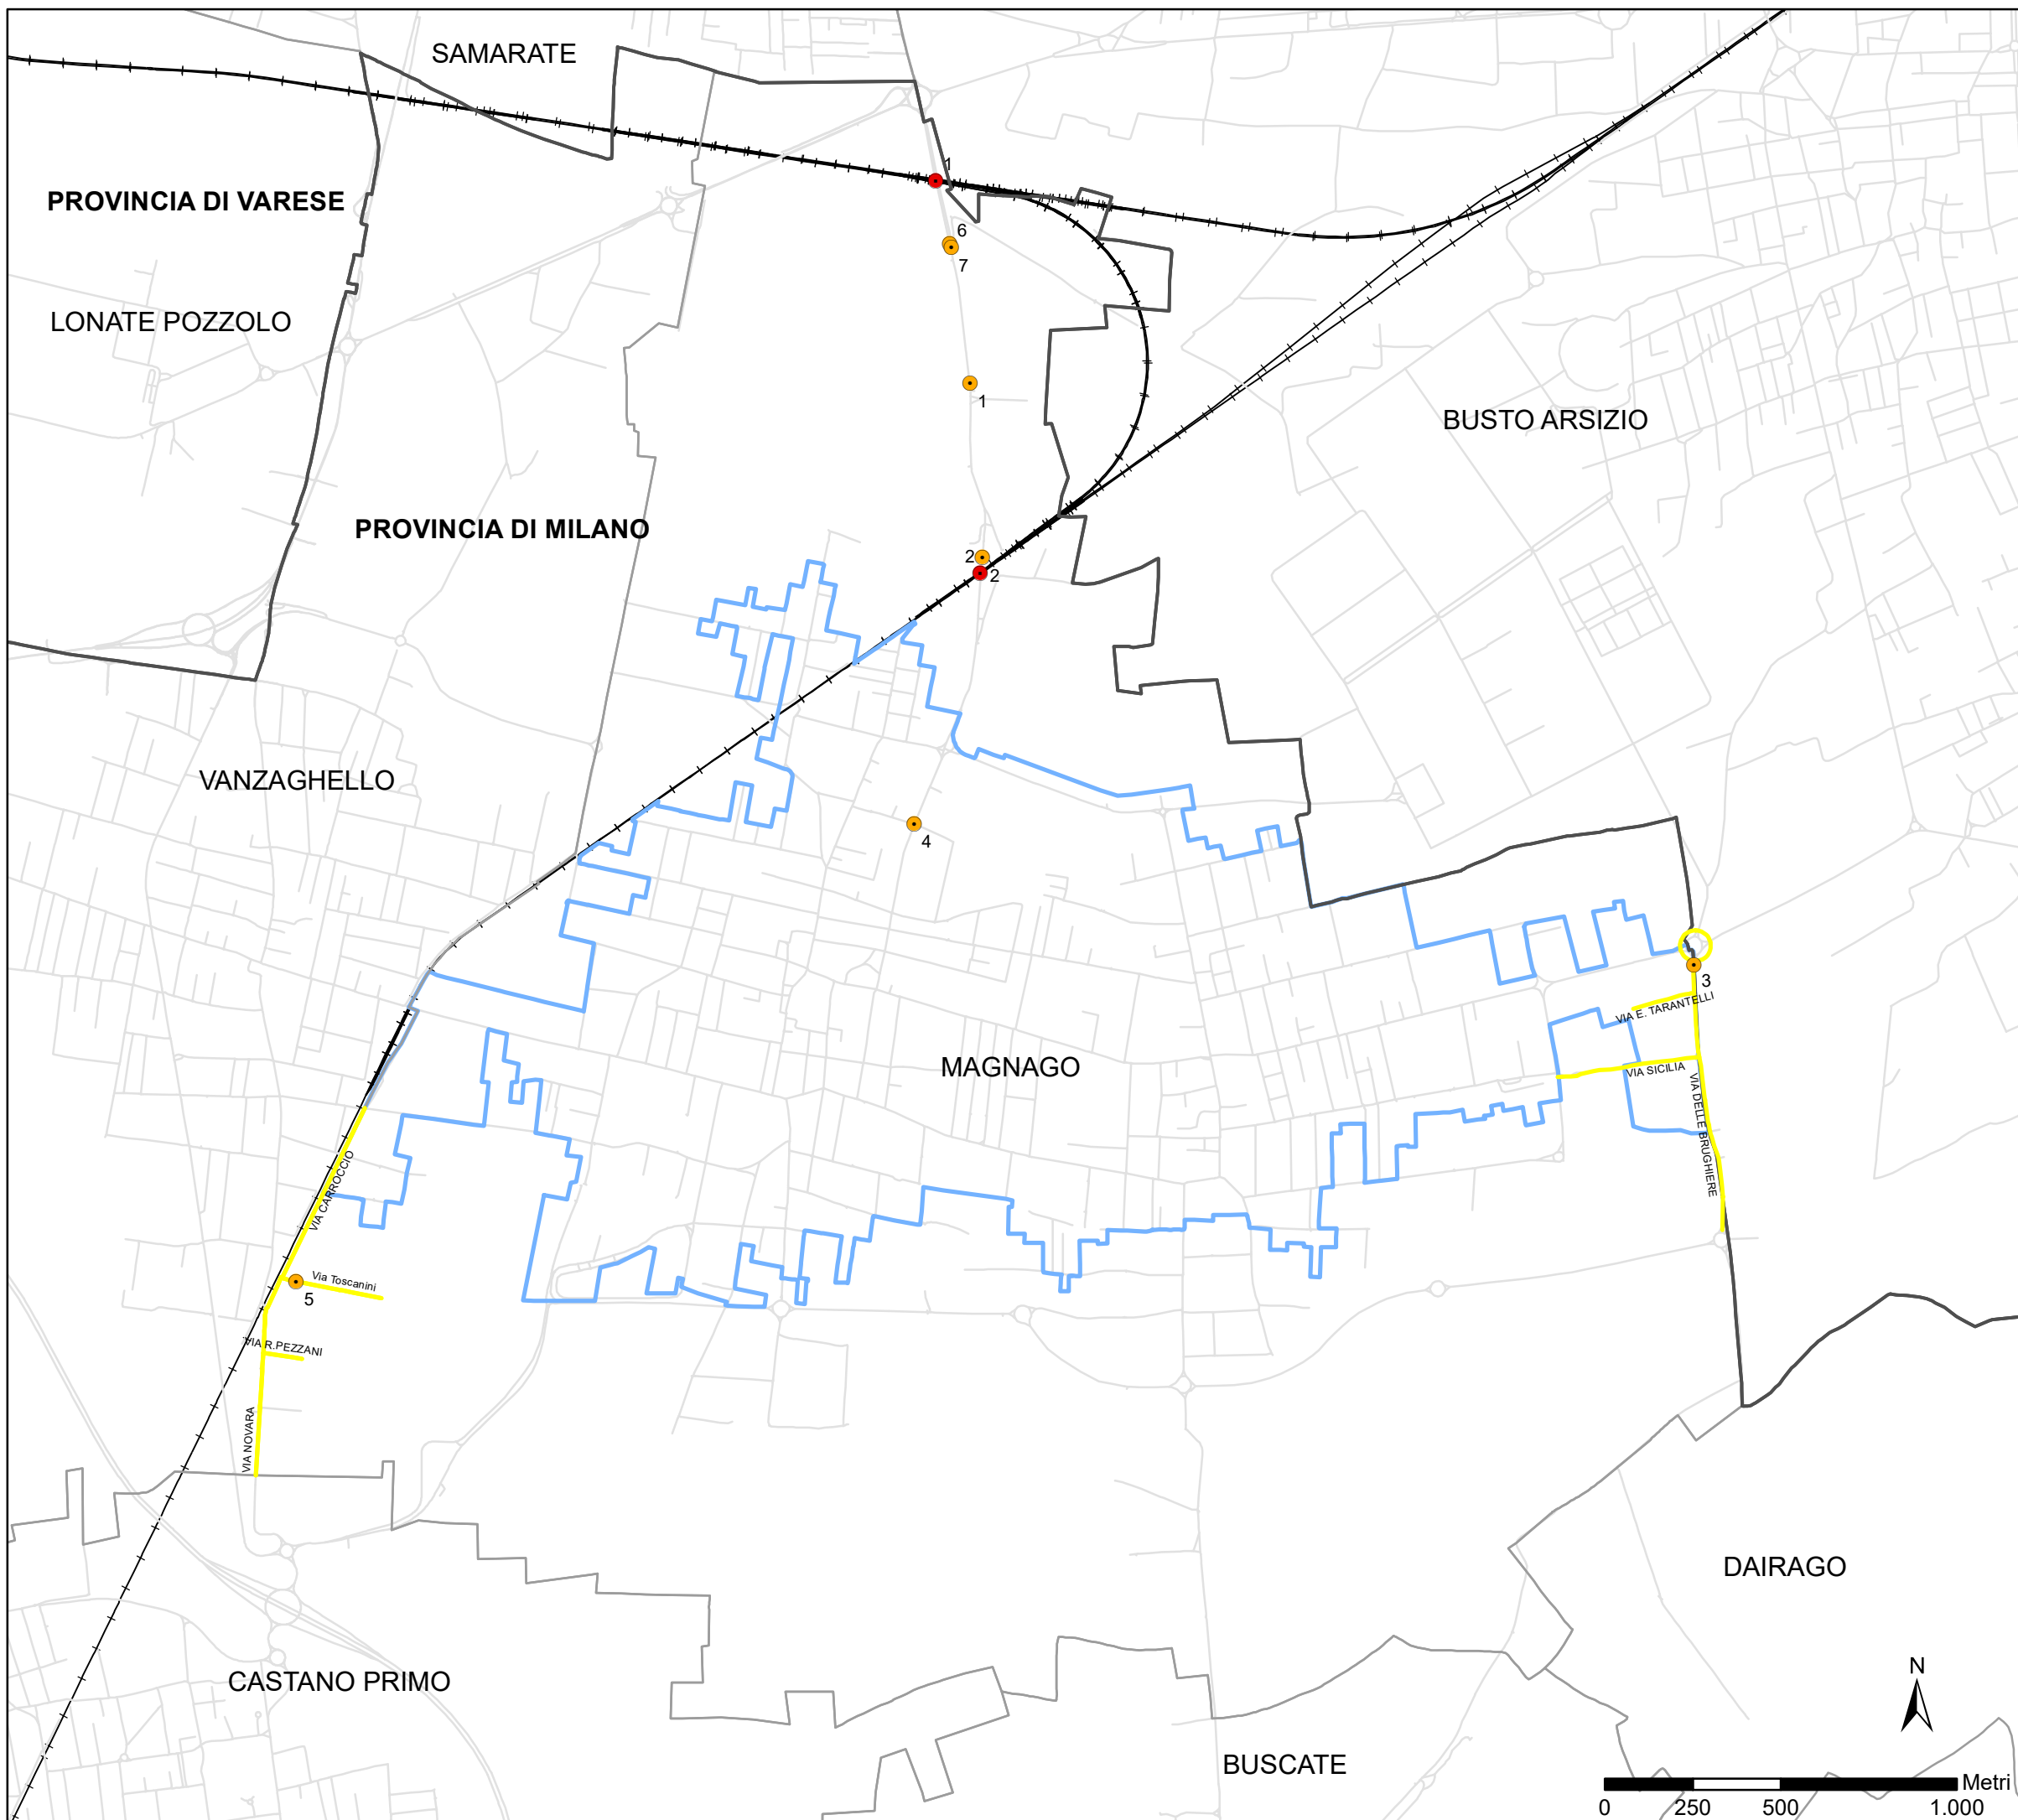 SAMARATE
1
PROVINCIA DI VARESE
6
7
LONATE POZZOLO
1
BUSTO ARSIZIO
PROVINCIA DI MILANO
2
2
VANZAGHELLO
4
3
VIA E. TARANTELLI
MAGNAGO
VIA SICILIA
VIA DELLE BRUGHIERE
VIA CARROCCIO
Via Toscanini
5
VIA R.PEZZANI
VIA NOVARA
DAIRAGO
CASTANO PRIMO
N
BUSCATE
Metri
0 250 500 1.000